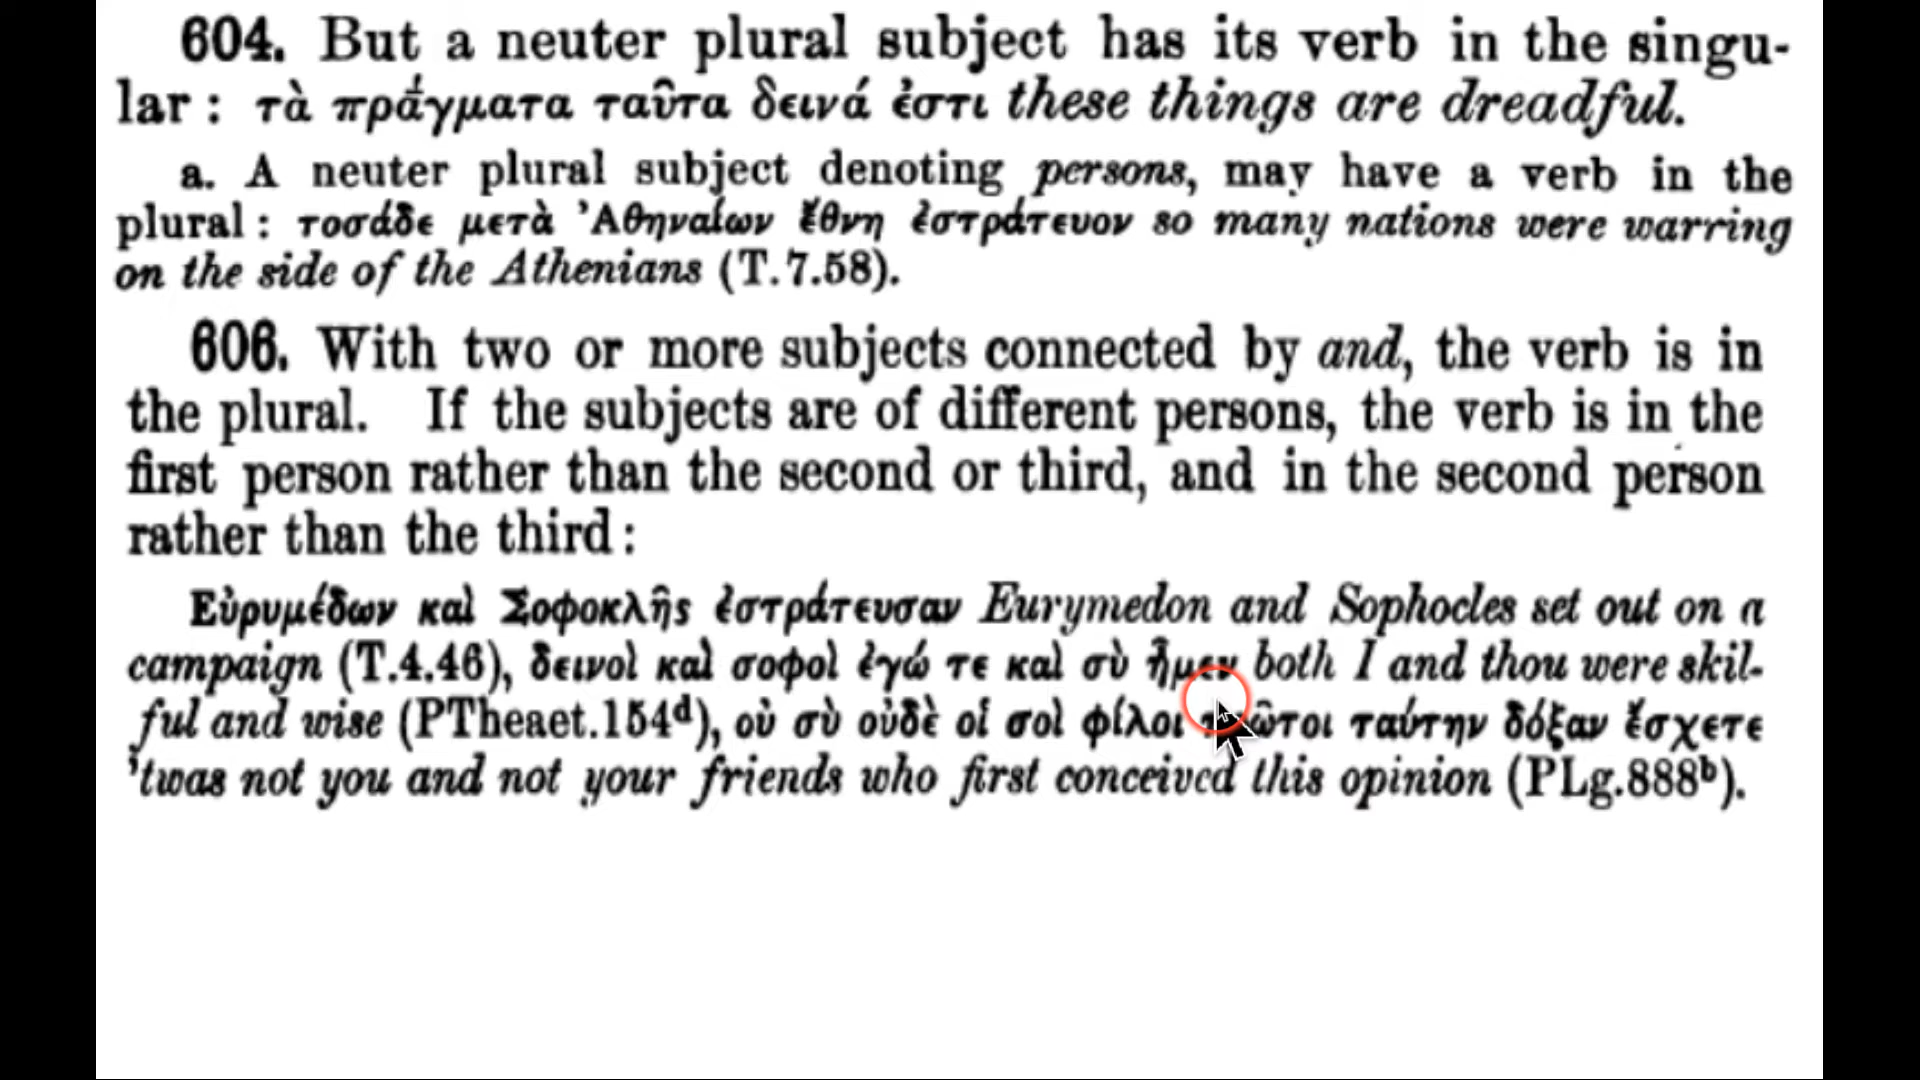 604. But a neuter plural subject has its verb in the singu-
lar : τὰ πράγματα ταῦτα δεινά ἐστι these things are dreadful.
a. A neuter plural subject denoting persons, may have a verb in the
plural : τοσάδε μετὰ Ἀθηναίων ἔθνη ἐστράτευον so many nations were warring
on the side of the Athenians (T.7.58).
606. With two or more subjects connected by and, the verb is in
the plural. If the subjects are of different persons, the verb is in the
first person rather than the second or third, and in the second person
rather than the third :
Εὐρυμέδων καὶ Σοφοκλῆς ἐστράτευσαν Eurymedon and Sophocles set out on a
campaign (T.4.46), δεινοὶ καὶ σοφοὶ ἐγώ τε καὶ σὺ ἦμεν both I and thou were skil-
ful and wise (PTheaet.154ᵈ), οὐ σὺ οὐδὲ οἱ σοὶ φίλοι ταύτην δόξαν ἔσχετε
'twas not you and not your friends who first conceived this opinion (PLg.888ᵇ).